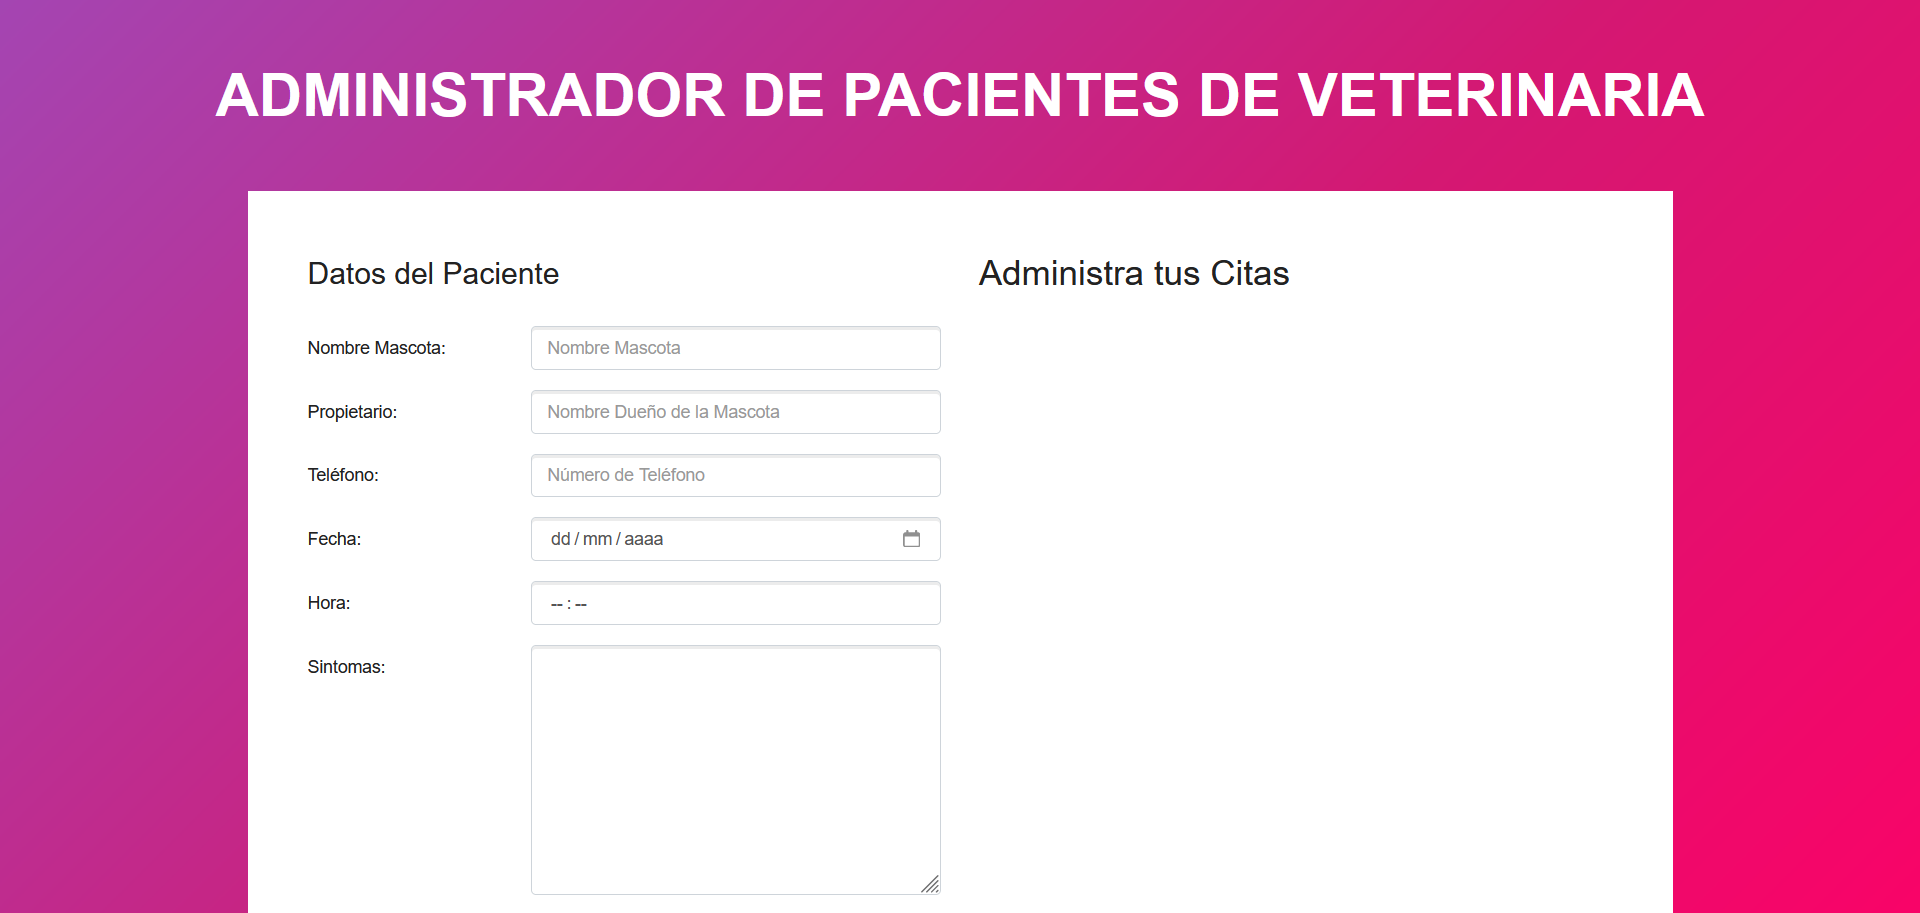 ADMINISTRADOR DE PACIENTES DE VETERINARIA
Datos del Paciente
Nombre Mascota: Nombre Mascota
Propietario: Nombre Dueño de la Mascota
Teléfono: Número de Teléfono
Fecha: dd / mm / aaaa
Hora: -- : --
Sintomas:
Administra tus Citas